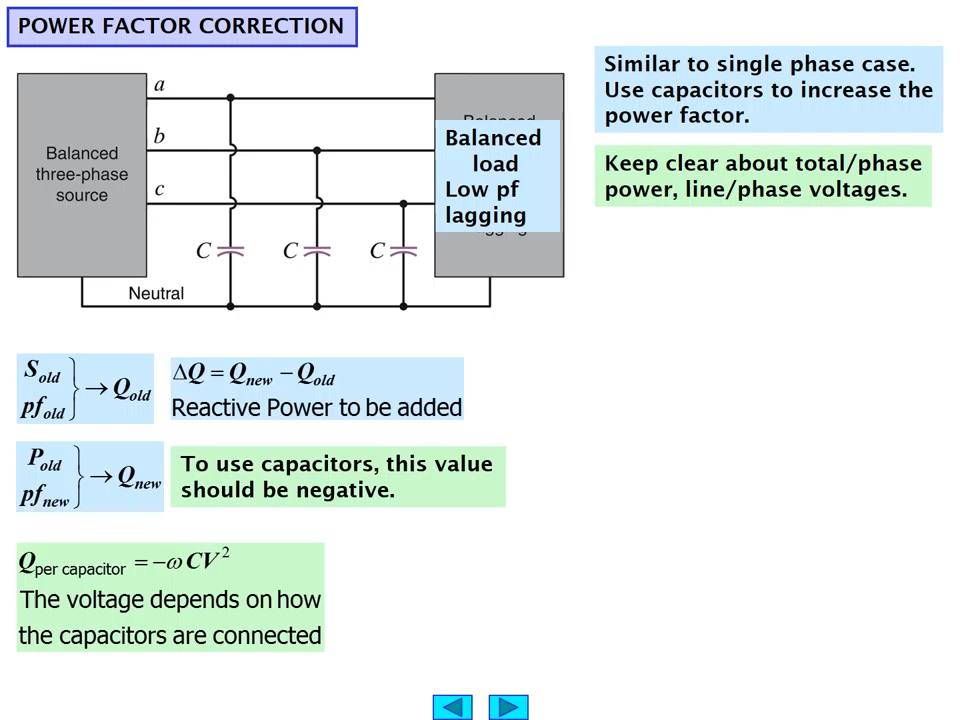 POWER FACTOR CORRECTION
Similar to single phase case.
Use capacitors to increase the
power factor.
Keep clear about total/phase
power, line/phase voltages.
a
b
c
Balanced
three-phase
source
Balanced
Balanced
load
Low pf
lagging
lagging
C
C
C
Neutral
S_old
pf_old
→ Q_old
ΔQ = Q_new − Q_old
Reactive Power to be added
P_old
pf_new
→ Q_new
To use capacitors, this value
should be negative.
Q_per capacitor = −ωCV²
The voltage depends on how
the capacitors are connected